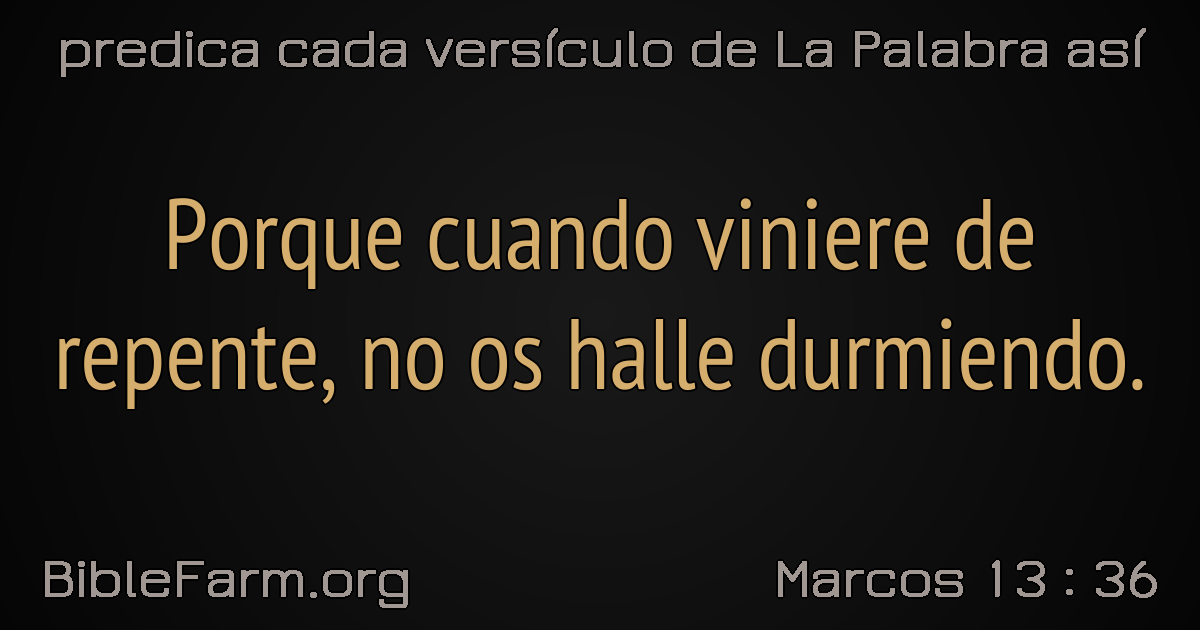 predica cada versículo de La Palabra así
Porque cuando viniere de
repente, no os halle durmiendo.
BibleFarm.org
Marcos 13 : 36